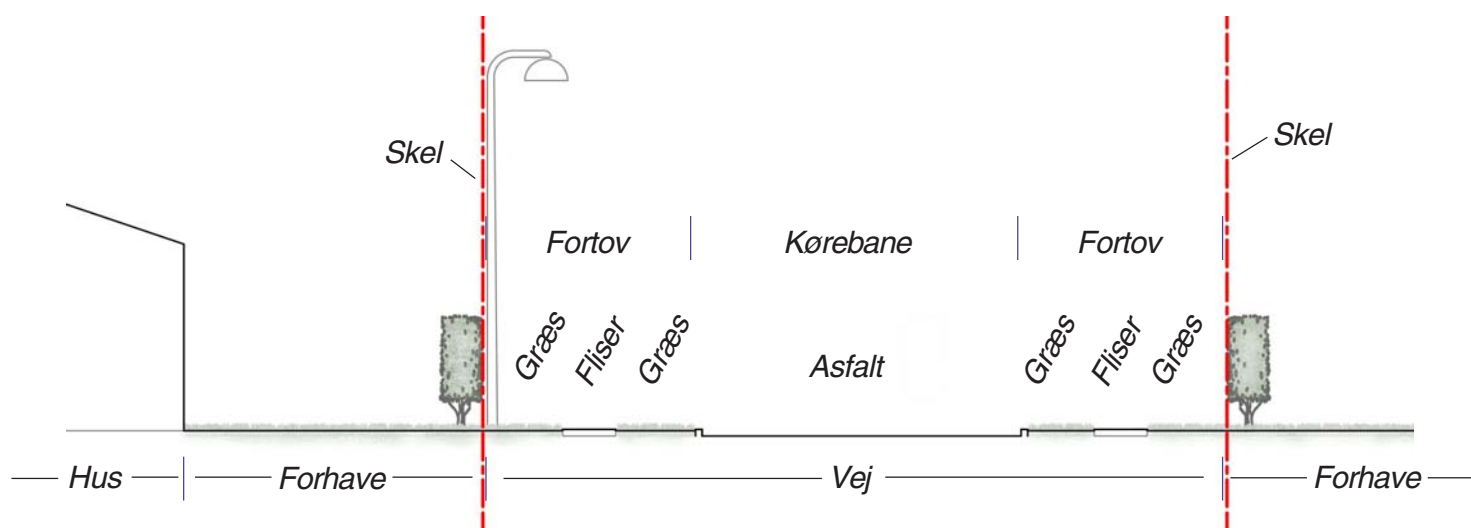 Skel
Skel
Fortov Kørebane Fortov
Græs Fliser Græs Asfalt Græs Fliser Græs
Hus Forhave Vej Forhave